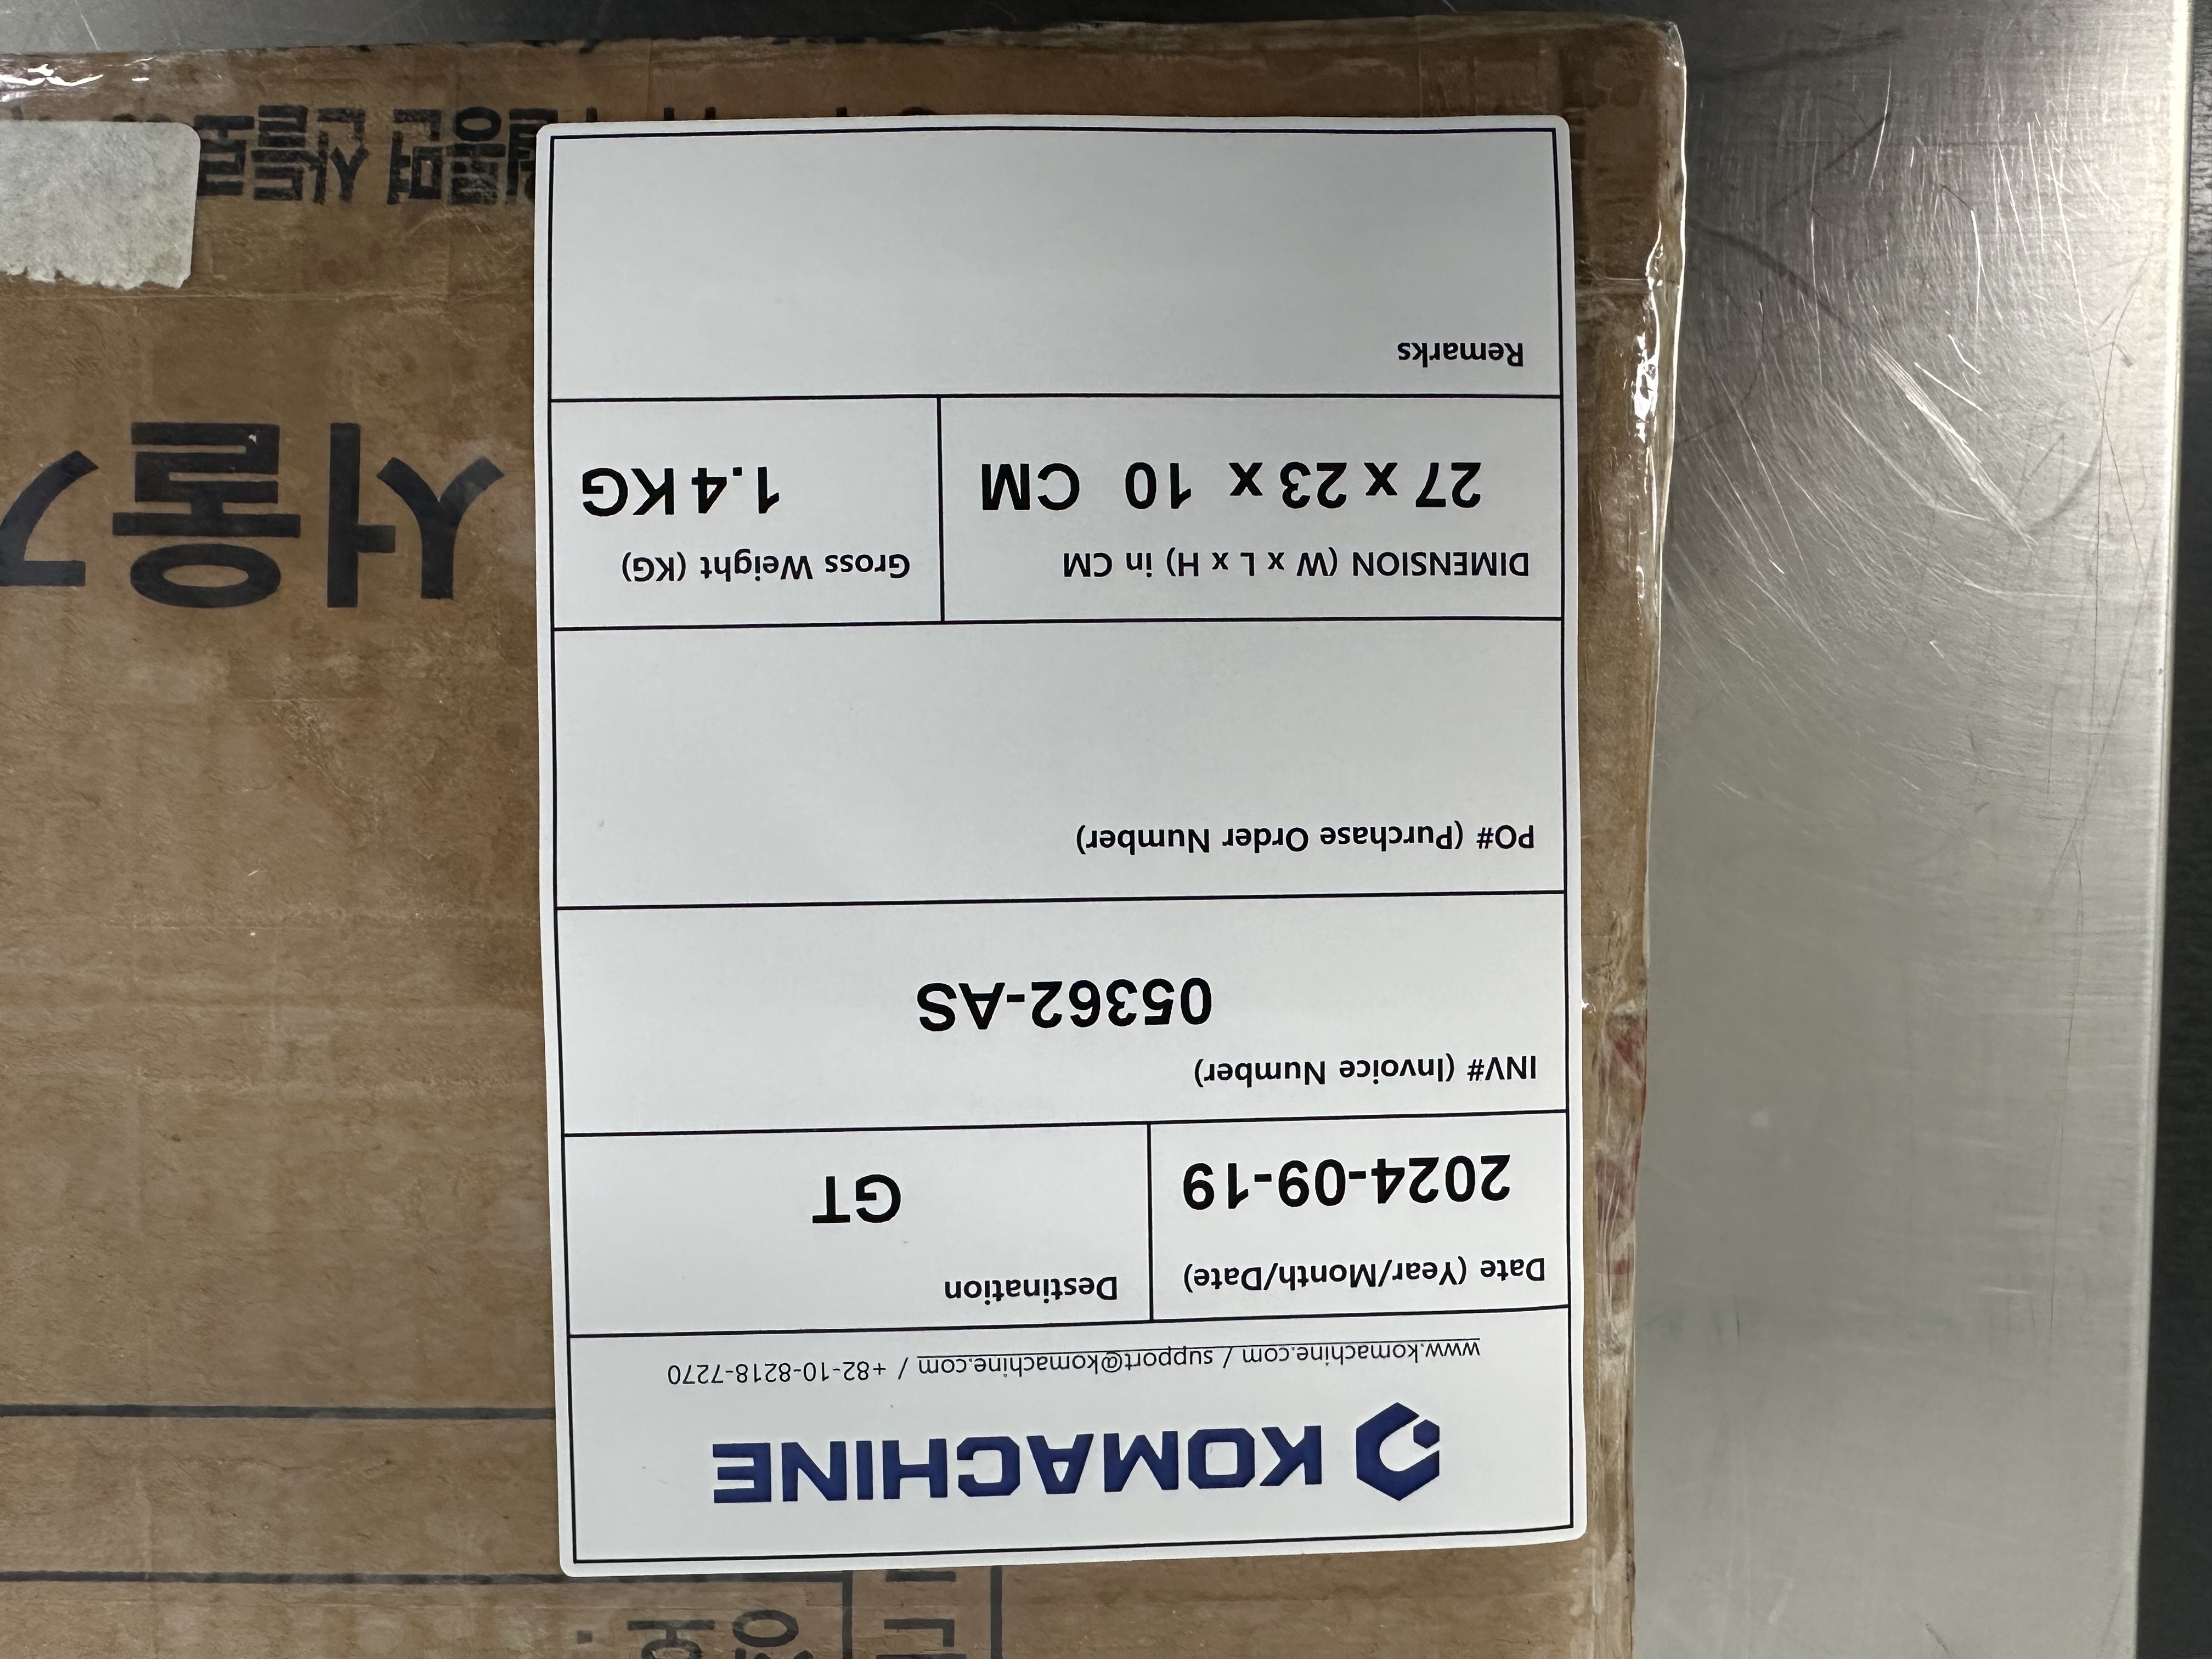 KOMACHINE
www.komachine.com / support@komachine.com / +82-10-8218-7270
Date (Year/Month/Date)
2024-09-19
Destination
GT
INV# (Invoice Number)
05362-AS
PO# (Purchase Order Number)
DIMENSION (W x L x H) in CM
27 x 23 x 10 CM
Gross Weight (KG)
1.4 KG
Remarks